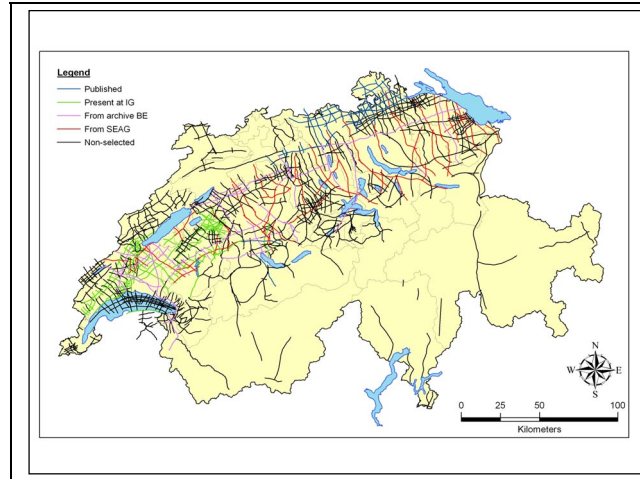 Legend
Published
Present at IG
From archive BE
From SEAG
Non-selected
N
W E
S
0 25 50 100
Kilometers